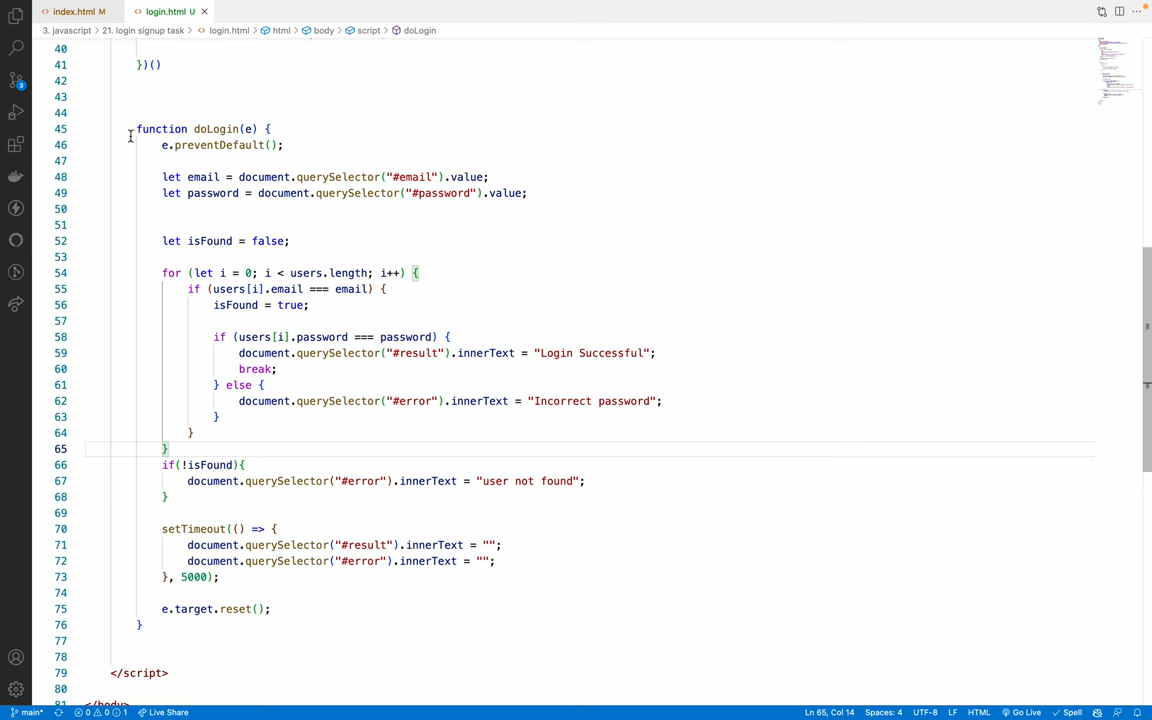 index.html M login.html U
3. javascript > 21. login signup task > login.html > html > body > script > doLogin
40
41 })()
42
43
44
45 function doLogin(e) {
46 e.preventDefault();
47
48 let email = document.querySelector("#email").value;
49 let password = document.querySelector("#password").value;
50
51
52 let isFound = false;
53
54 for (let i = 0; i < users.length; i++) {
55 if (users[i].email === email) {
56 isFound = true;
57
58 if (users[i].password === password) {
59 document.querySelector("#result").innerText = "Login Successful";
60 break;
61 } else {
62 document.querySelector("#error").innerText = "Incorrect password";
63 }
64 }
65 }
66 if(!isFound){
67 document.querySelector("#error").innerText = "user not found";
68 }
69
70 setTimeout(() => {
71 document.querySelector("#result").innerText = "";
72 document.querySelector("#error").innerText = "";
73 }, 5000);
74
75 e.target.reset();
76 }
77
78
79 </script>
80
81 </body>
3
main* 0 0 1 Live Share Ln 65, Col 14 Spaces: 4 UTF-8 LF HTML Go Live Spell